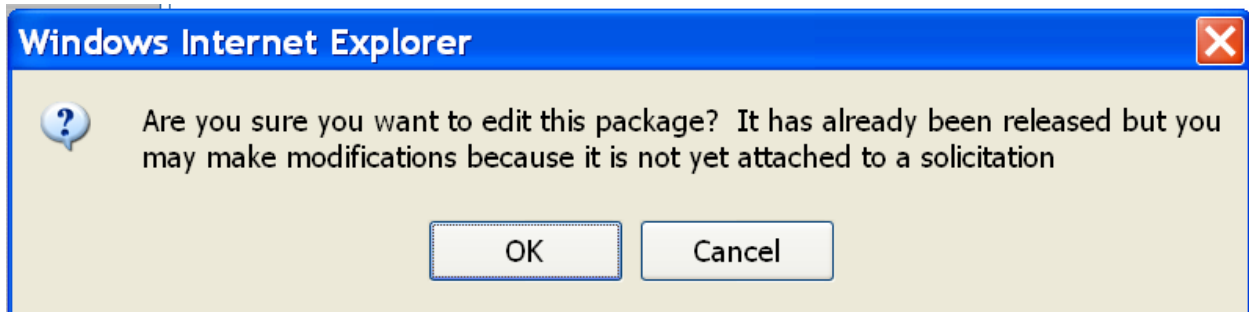 Windows Internet Explorer
Are you sure you want to edit this package?  It has already been released but you
may make modifications because it is not yet attached to a solicitation
OK
Cancel